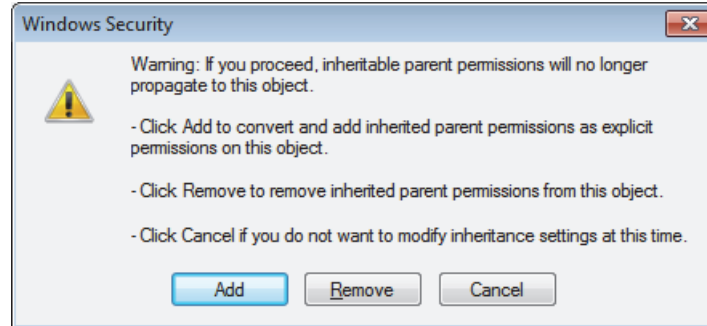 Windows Security
Warning: If you proceed, inheritable parent permissions will no longer
propagate to this object.
- Click Add to convert and add inherited parent permissions as explicit
permissions on this object.
- Click Remove to remove inherited parent permissions from this object.
- Click Cancel if you do not want to modify inheritance settings at this time.
Add Remove Cancel